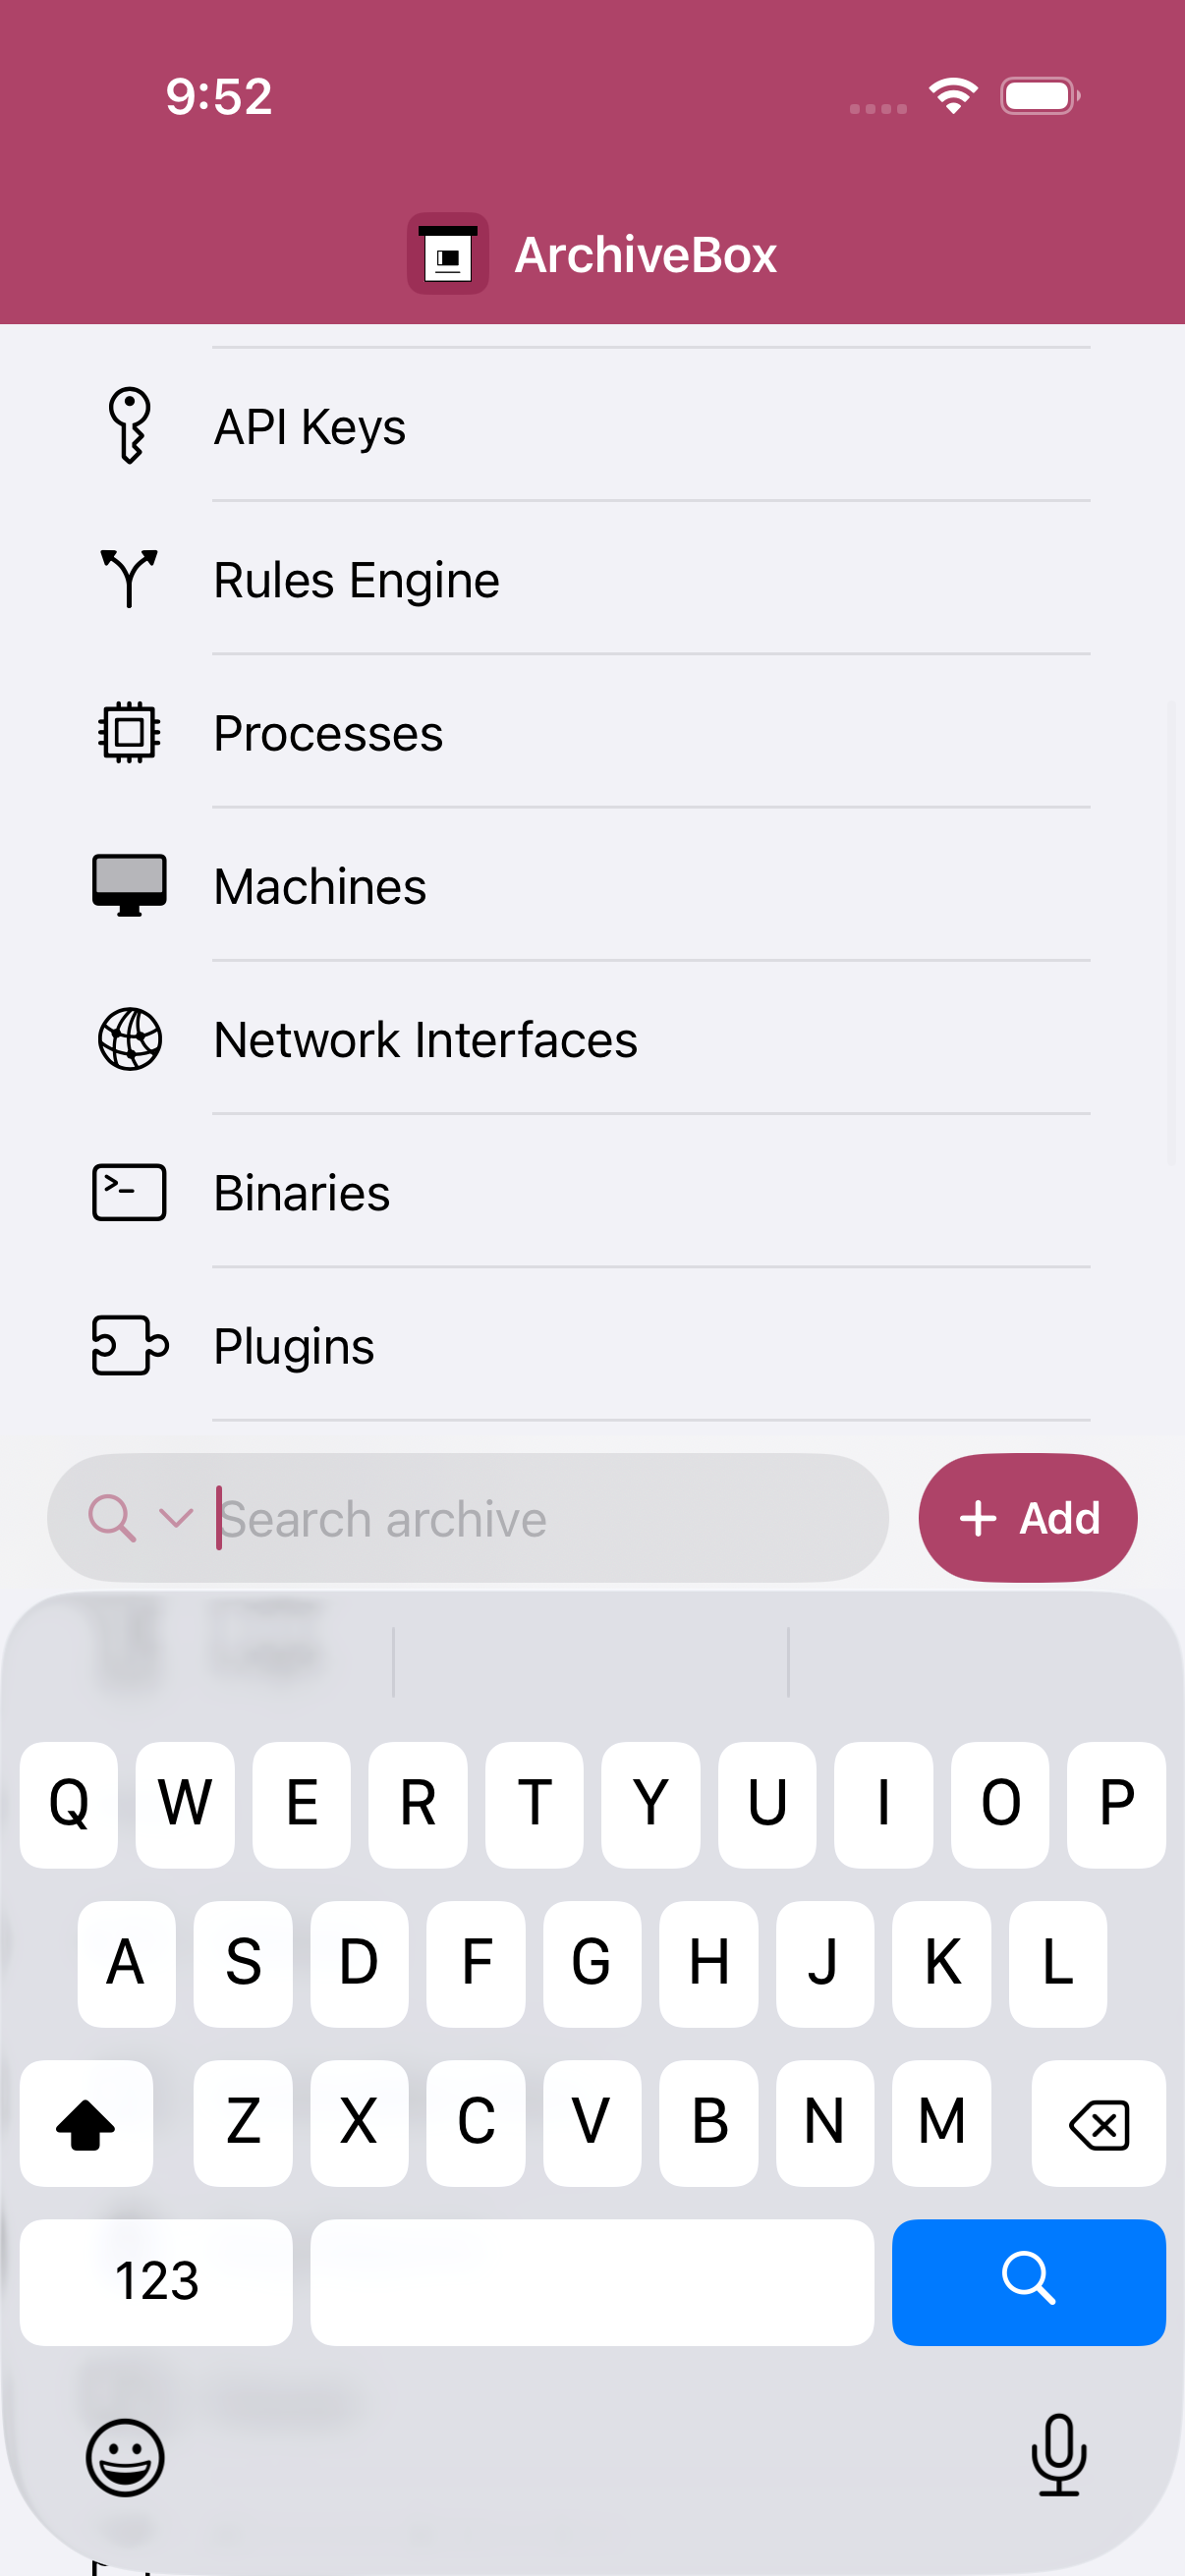 9:52
ArchiveBox
API Keys
Rules Engine
Processes
Machines
Network Interfaces
>_
Binaries
Plugins
Search archive
+ Add
Q W E R T Y U I O P
A S D F G H J K L
Z X C V B N M
123